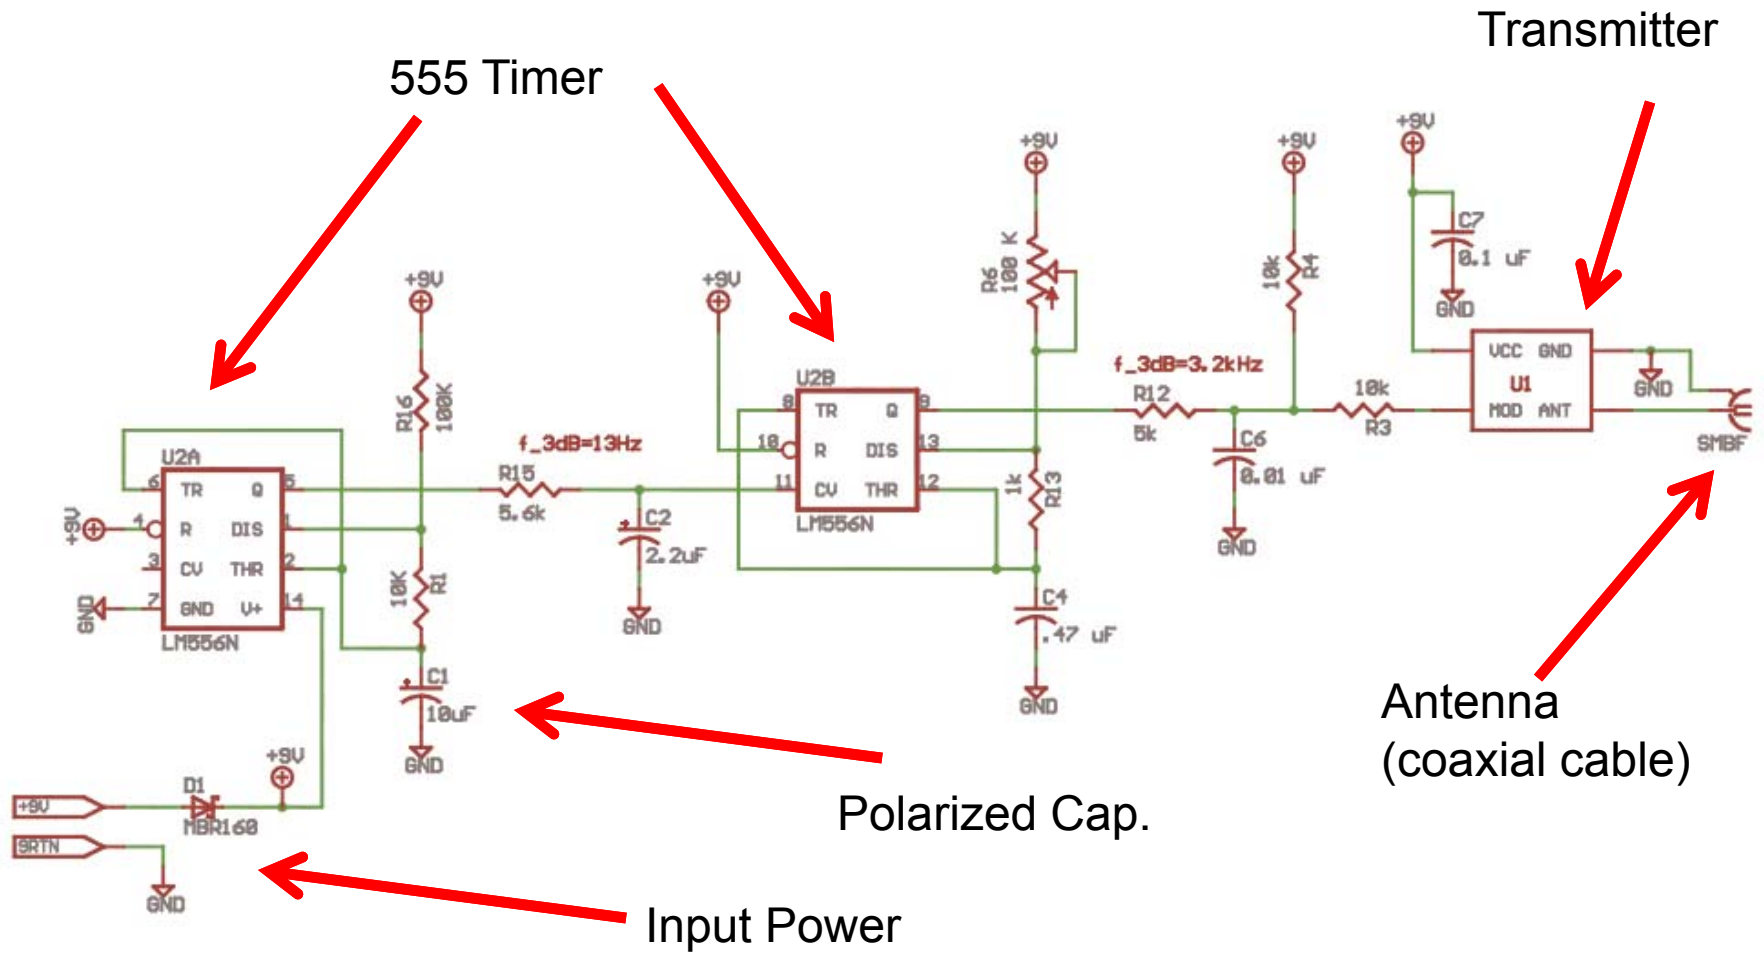 Transmitter
555 Timer
+9V
+9V
+9V
C7
0.1 uF
GND
R6
100 K
10k
R4
+9V
+9V
VCC GND
U1
MOD ANT
GND
SMBF
f_3dB=3.2kHz
R12
5k
10k
R3
C6
0.01 uF
GND
U2B
8 TR Q 9
10 R DIS 13
11 CV THR 12
LM556N
1k
R13
C4
.47 uF
GND
R16
100K
f_3dB=13Hz
R15
5.6k
C2
2.2uF
GND
U2A
6 TR Q 5
+9V
4 R DIS 1
3 CV THR 2
GND
7 GND V+ 14
LM556N
10K
R1
C1
10uF
GND
Antenna
(coaxial cable)
+9V
D1
+9V
MBR160
9RTN
GND
Polarized Cap.
Input Power